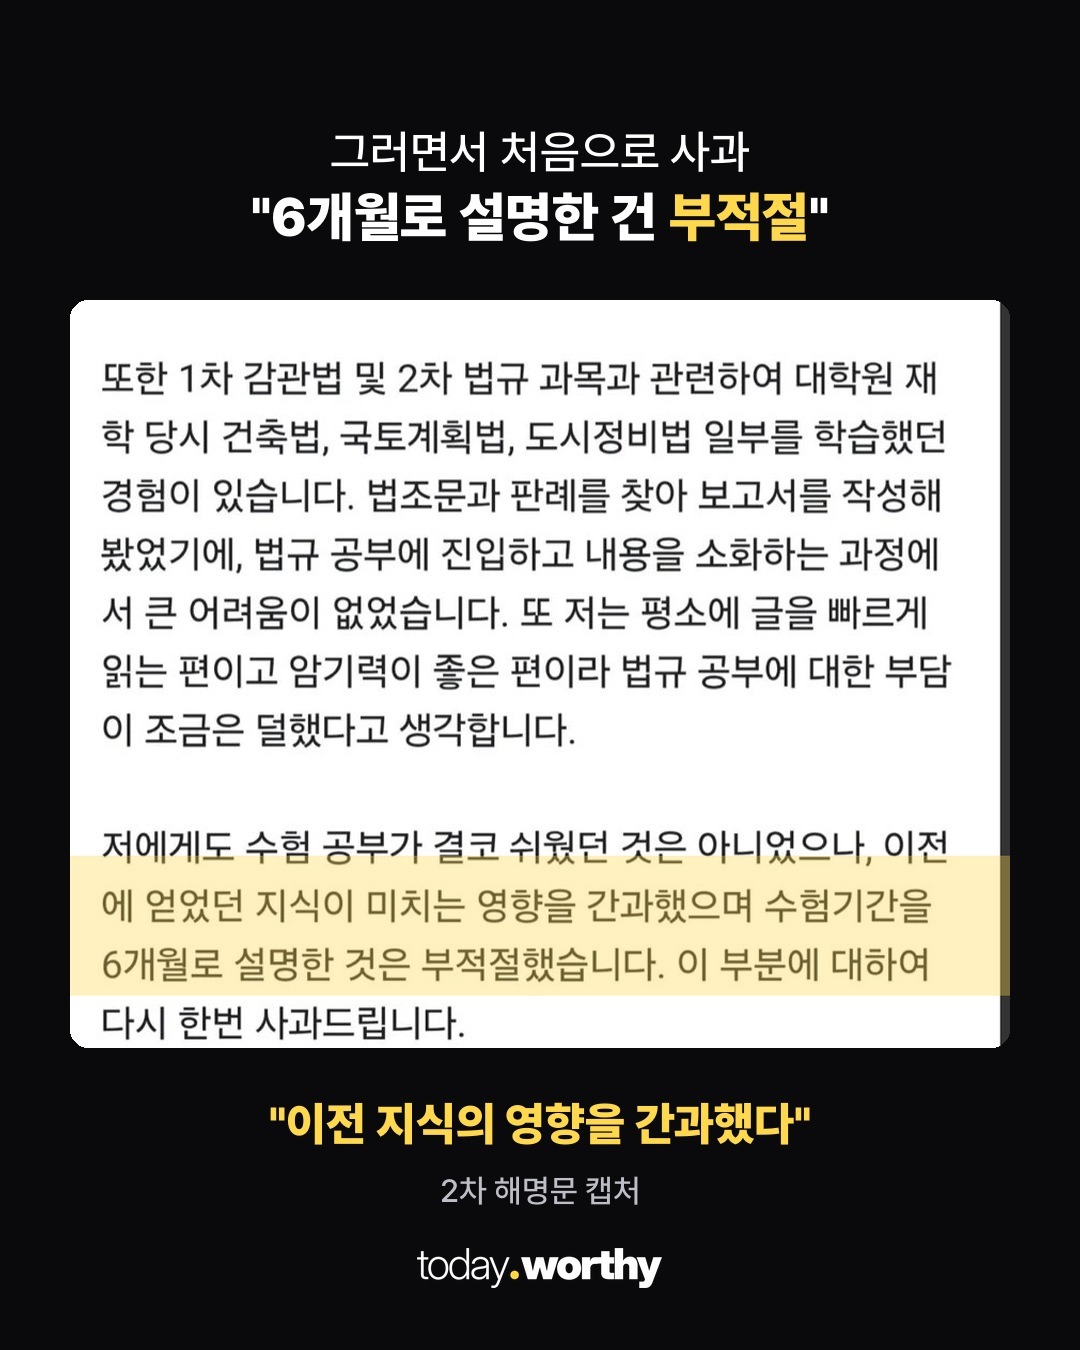 그러면서 처음으로 사과
"6개월로 설명한 건 부적절"
또한 1차 감관법 및 2차 법규 과목과 관련하여 대학원 재
학 당시 건축법, 국토계획법, 도시정비법 일부를 학습했던
경험이 있습니다. 법조문과 판례를 찾아 보고서를 작성해
봤었기에, 법규 공부에 진입하고 내용을 소화하는 과정에
서 큰 어려움이 없었습니다. 또 저는 평소에 글을 빠르게
읽는 편이고 암기력이 좋은 편이라 법규 공부에 대한 부담
이 조금은 덜했다고 생각합니다.
저에게도 수험 공부가 결코 쉬웠던 것은 아니었으나, 이전
에 얻었던 지식이 미치는 영향을 간과했으며 수험기간을
6개월로 설명한 것은 부적절했습니다. 이 부분에 대하여
다시 한번 사과드립니다.
"이전 지식의 영향을 간과했다"
2차 해명문 캡처
today.worthy